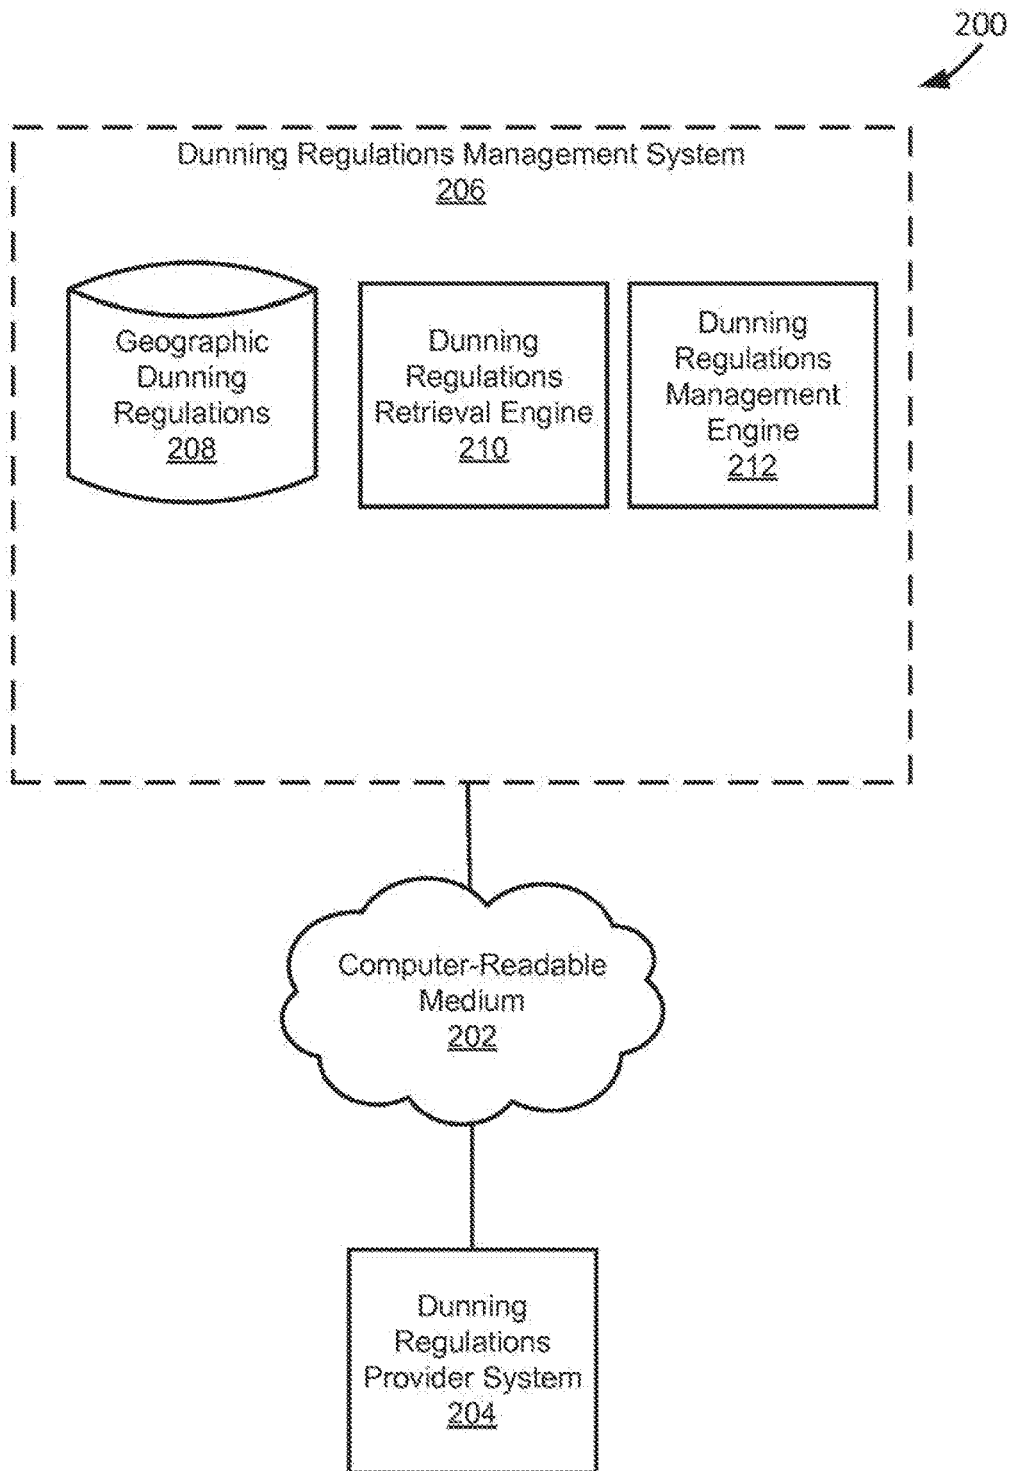 200
Dunning Regulations Management System
206
Geographic
Dunning
Regulations
208
Dunning
Regulations
Retrieval Engine
210
Dunning
Regulations
Management
Engine
212
Computer-Readable
Medium
202
Dunning
Regulations
Provider System
204